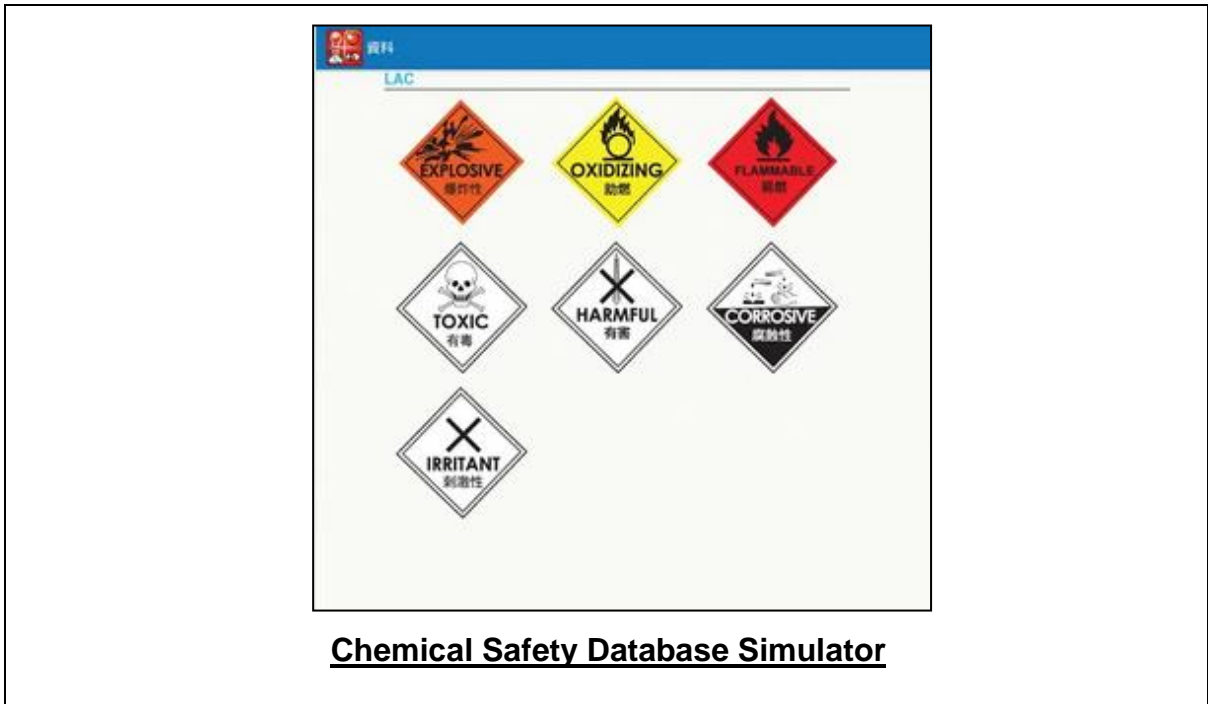 資料
LAC
EXPLOSIVE
爆炸性
OXIDIZING
助燃
FLAMMABLE
易燃
TOXIC
有毒
HARMFUL
有害
CORROSIVE
腐蝕性
IRRITANT
刺激性
Chemical Safety Database Simulator